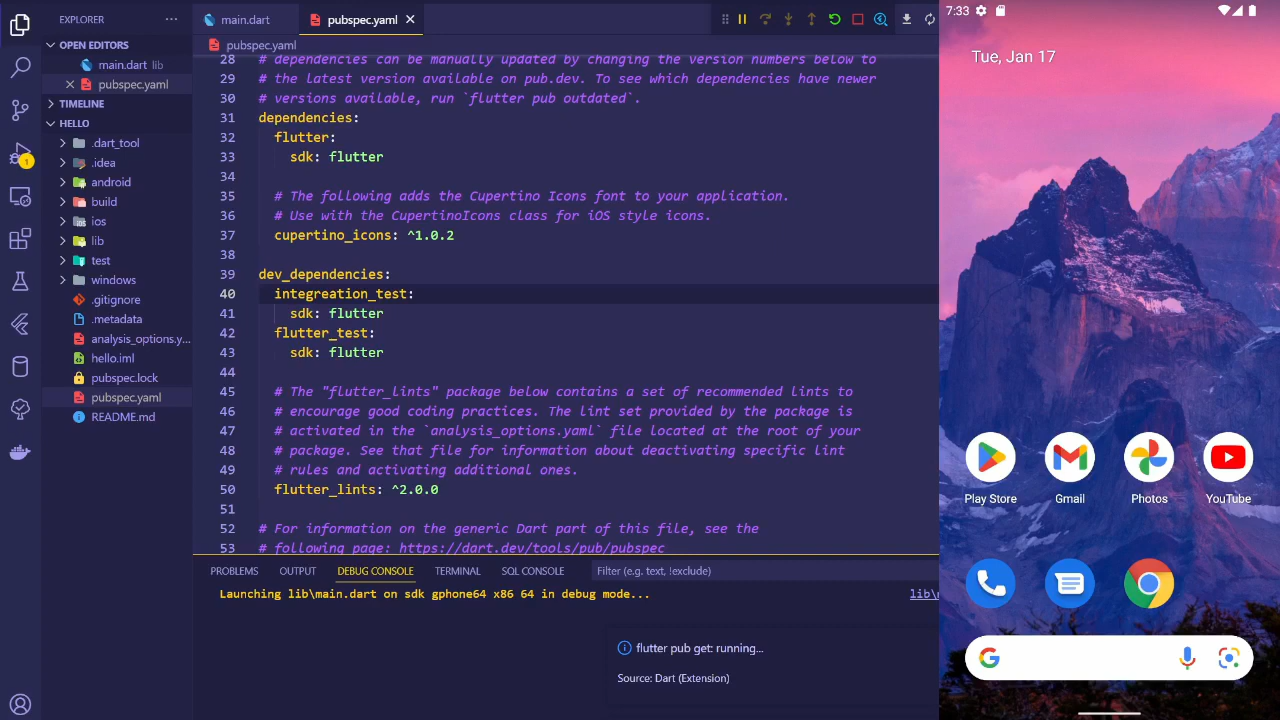 EXPLORER
OPEN EDITORS
main.dart lib
pubspec.yaml
TIMELINE
HELLO
.dart_tool
.idea
android
build
ios
lib
test
windows
.gitignore
.metadata
analysis_options.y...
hello.iml
pubspec.lock
pubspec.yaml
README.md
1
main.dart
pubspec.yaml
pubspec.yaml
28 # dependencies can be manually updated by changing the version numbers below to
29 # the latest version available on pub.dev. To see which dependencies have newer
30 # versions available, run `flutter pub outdated`.
31 dependencies:
32 flutter:
33 sdk: flutter
34
35 # The following adds the Cupertino Icons font to your application.
36 # Use with the CupertinoIcons class for iOS style icons.
37 cupertino_icons: ^1.0.2
38
39 dev_dependencies:
40 integreation_test:
41 sdk: flutter
42 flutter_test:
43 sdk: flutter
44
45 # The "flutter_lints" package below contains a set of recommended lints to
46 # encourage good coding practices. The lint set provided by the package is
47 # activated in the `analysis_options.yaml` file located at the root of your
48 # package. See that file for information about deactivating specific lint
49 # rules and activating additional ones.
50 flutter_lints: ^2.0.0
51
52 # For information on the generic Dart part of this file, see the
53 # following page: https://dart.dev/tools/pub/pubspec
PROBLEMS OUTPUT DEBUG CONSOLE TERMINAL SQL CONSOLE Filter (e.g. text, !exclude)
Launching lib\main.dart on sdk gphone64 x86 64 in debug mode... lib\
flutter pub get: running...
Source: Dart (Extension)
7:33
Tue, Jan 17
Play Store Gmail Photos YouTube